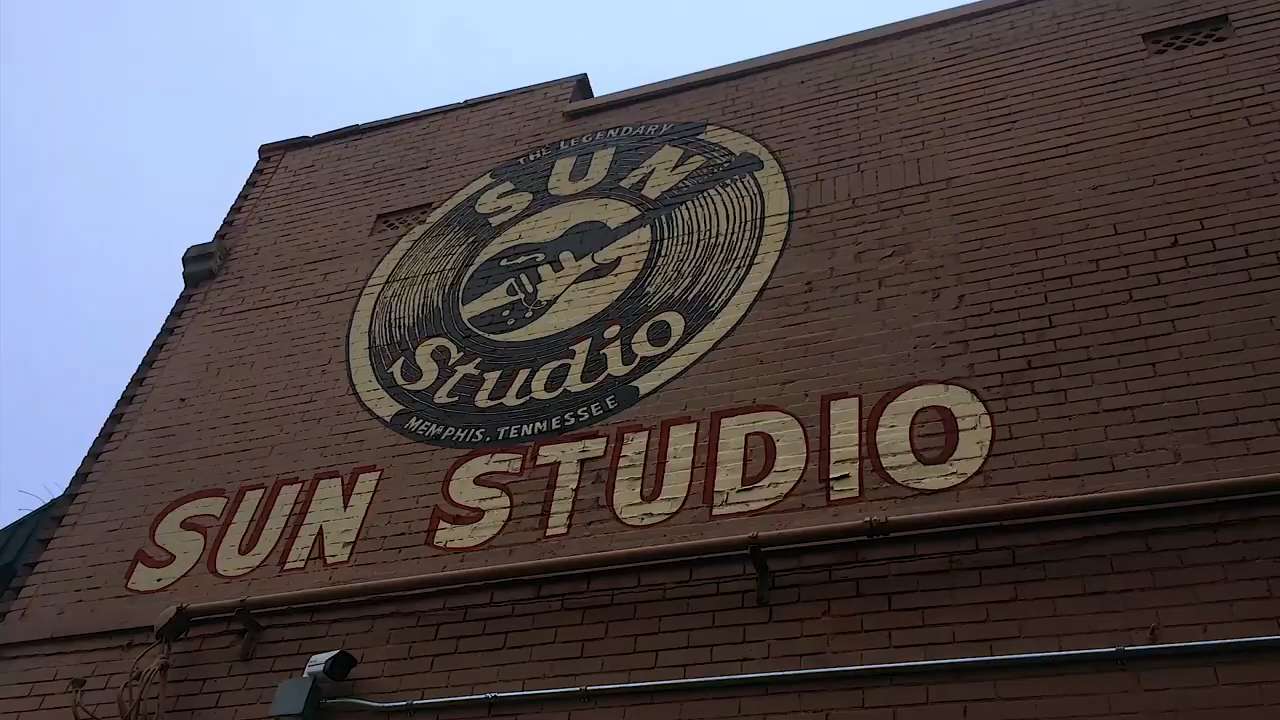 THE LEGENDARY
SUN
Studio
MEMPHIS, TENNESSEE
SUN STUDIO